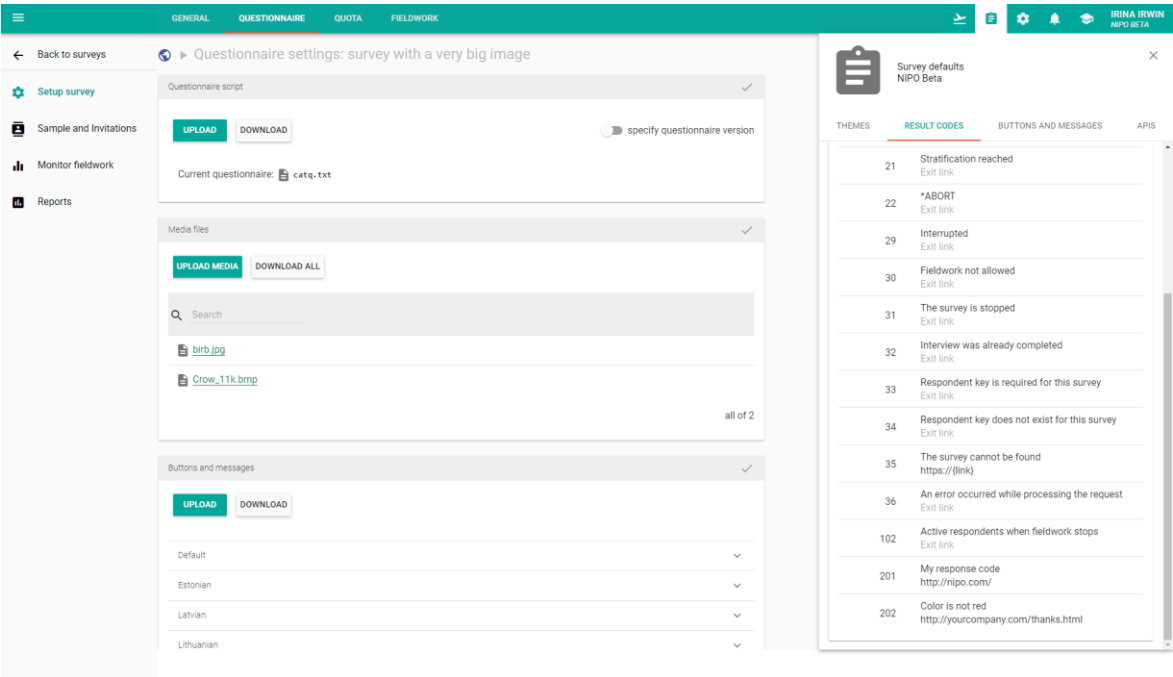 GENERAL QUESTIONNAIRE QUOTA FIELDWORK
IRINA IRWIN
NIPO BETA
Back to surveys
Setup survey
Sample and Invitations
Monitor fieldwork
Reports
Questionnaire settings: survey with a very big image
Questionnaire script
UPLOAD DOWNLOAD specify questionnaire version
Current questionnaire: catq.txt
Media files
UPLOAD MEDIA DOWNLOAD ALL
Search
birb.jpg
Crow_11k.bmp
all of 2
Buttons and messages
UPLOAD DOWNLOAD
Default
Estonian
Latvian
Lithuanian
Survey defaults
NIPO Beta
THEMES RESULT CODES BUTTONS AND MESSAGES APIS
21 Stratification reached
Exit link
22 *ABORT
Exit link
29 Interrupted
Exit link
30 Fieldwork not allowed
Exit link
31 The survey is stopped
Exit link
32 Interview was already completed
Exit link
33 Respondent key is required for this survey
Exit link
34 Respondent key does not exist for this survey
Exit link
35 The survey cannot be found
https://{link}
36 An error occurred while processing the request
Exit link
102 Active respondents when fieldwork stops
Exit link
201 My response code
http://nipo.com/
202 Color is not red
http://yourcompany.com/thanks.html